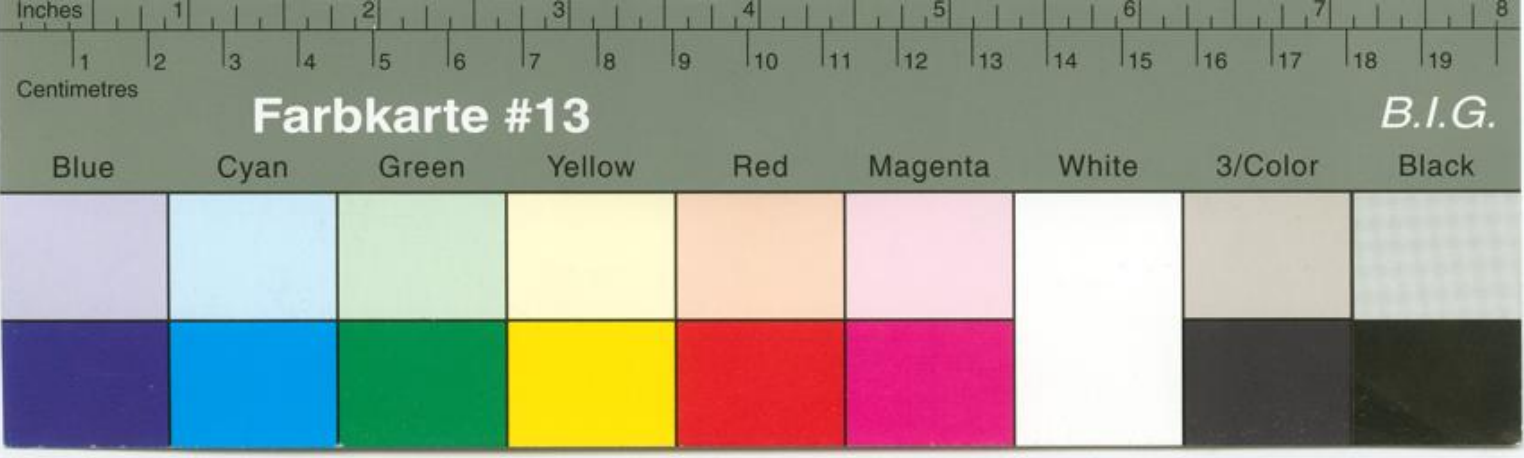 Inches 1 2 3 4 5 6 7 8
1 2 3 4 5 6 7 8 9 10 11 12 13 14 15 16 17 18 19
Centimetres
Farbkarte #13 B.I.G.
Blue Cyan Green Yellow Red Magenta White 3/Color Black